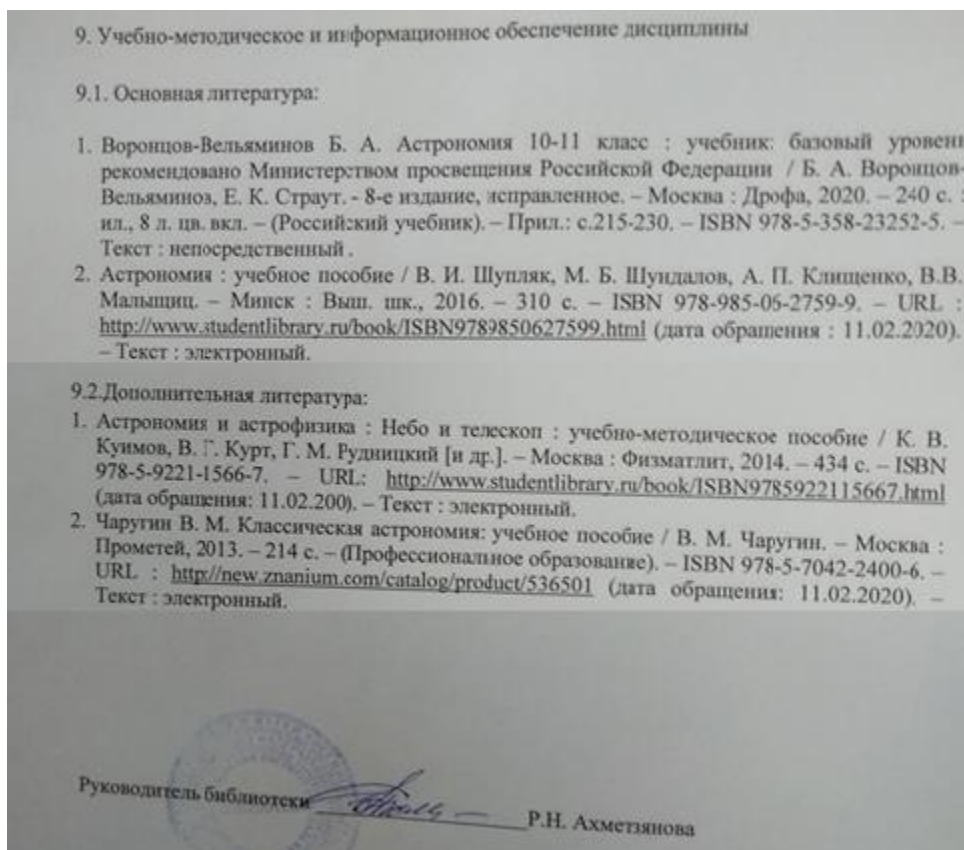 9. Учебно-методическое и информационное обеспечение дисциплины
9.1. Основная литература:
1. Воронцов-Вельяминов Б. А. Астрономия 10-11 класс : учебник: базовый уровень
рекомендовано Министерством просвещения Российской Федерации / Б. А. Воронцов-
Вельяминов, Е. К. Страут. - 8-е издание, исправленное. – Москва : Дрофа, 2020. – 240 с. :
ил., 8 л. цв. вкл. – (Российский учебник). – Прил.: с.215-230. – ISBN 978-5-358-23252-5. –
Текст : непосредственный .
2. Астрономия : учебное пособие / В. И. Шупляк, М. Б. Шундалов, А. П. Клищенко, В.В.
Малыщиц. – Минск : Выш. шк., 2016. – 310 с. – ISBN 978-985-06-2759-9. – URL :
http://www.studentlibrary.ru/book/ISBN9789850627599.html (дата обращения : 11.02.2020).
– Текст : электронный.
9.2.Дополнительная литература:
1. Астрономия и астрофизика : Небо и телескоп : учебно-методическое пособие / К. В.
Куимов, В. Г. Курт, Г. М. Рудницкий [и др.]. – Москва : Физматлит, 2014. – 434 с. – ISBN
978-5-9221-1566-7. – URL: http://www.studentlibrary.ru/book/ISBN9785922115667.html
(дата обращения: 11.02.200). – Текст : электронный.
2. Чаругин В. М. Классическая астрономия: учебное пособие / В. М. Чаругин. – Москва :
Прометей, 2013. – 214 с. – (Профессиональное образование). – ISBN 978-5-7042-2400-6. –
URL : http://new.znanium.com/catalog/product/536501 (дата обращения: 11.02.2020). –
Текст : электронный.
Руководитель библиотеки Р.Н. Ахметзянова